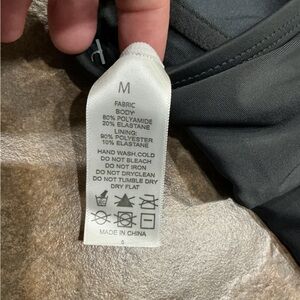 M
FABRIC
BODY:
80% POLYAMIDE
20% ELASTANE
LINING:
90% POLYESTER
10% ELASTANE
HAND WASH,COLD
DO NOT BLEACH
DO NOT IRON
DO NOT DRYCLEAN
DO NOT TUMBLE DRY
DRY FLAT
MADE IN CHINA